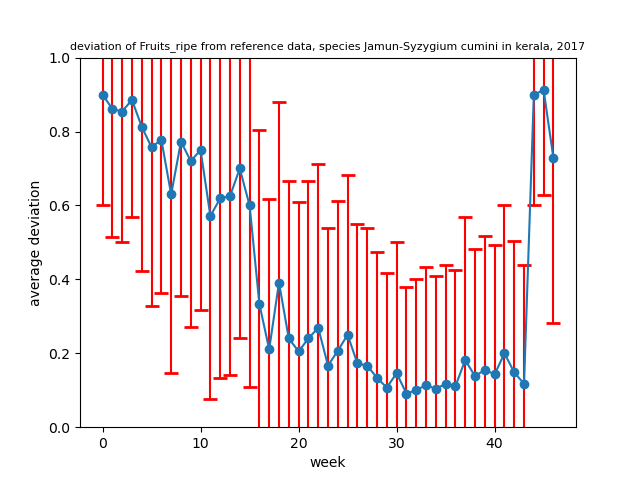 deviation of Fruits_ripe from reference data, species Jamun-Syzygium cumini in kerala, 2017
1.0
0.8
0.6
0.4
0.2
0.0
average deviation
0 10 20 30 40
week